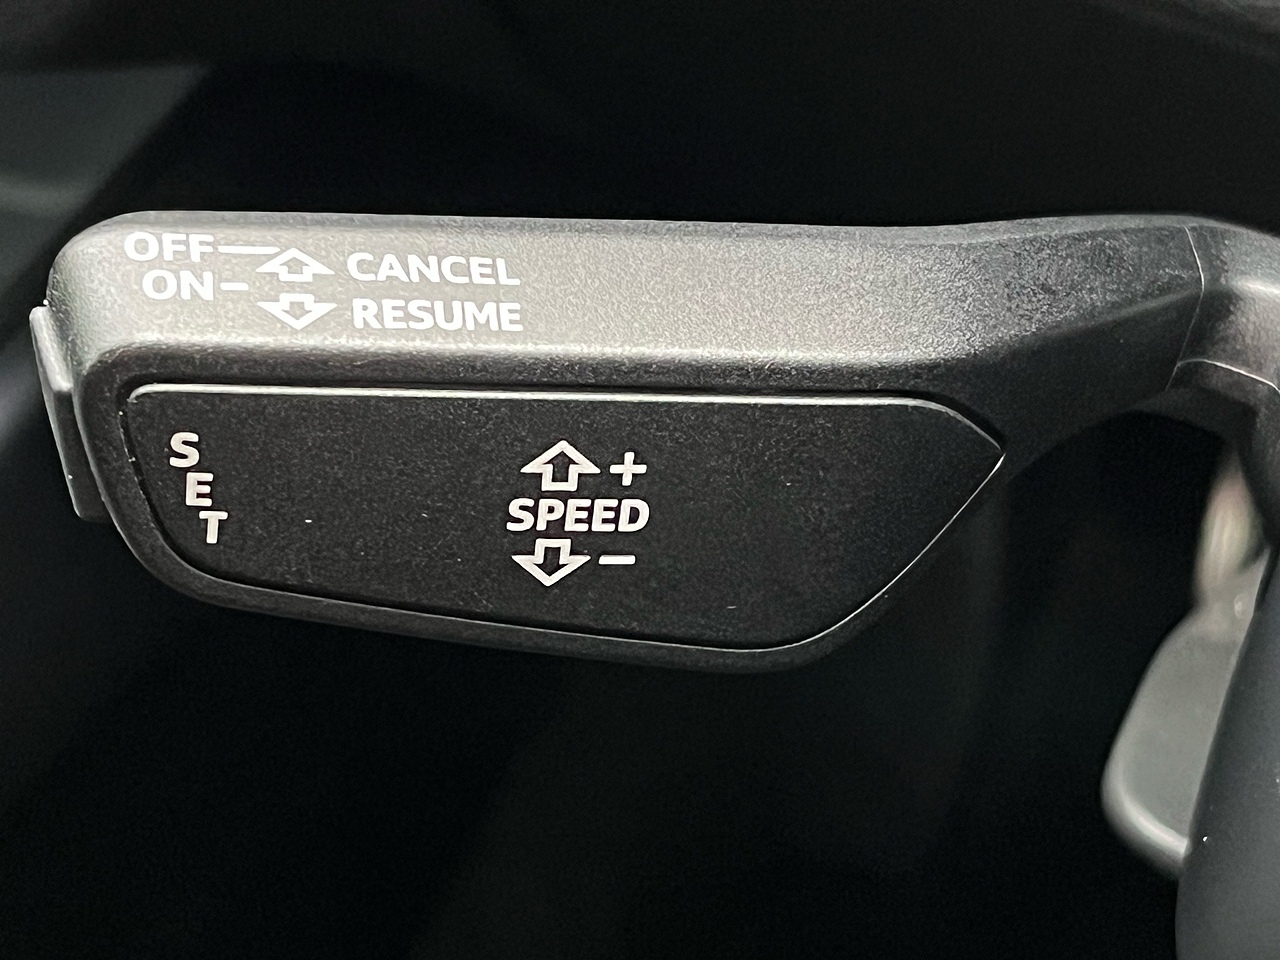 OFF CANCEL
ON RESUME
SET
+
SPEED
-